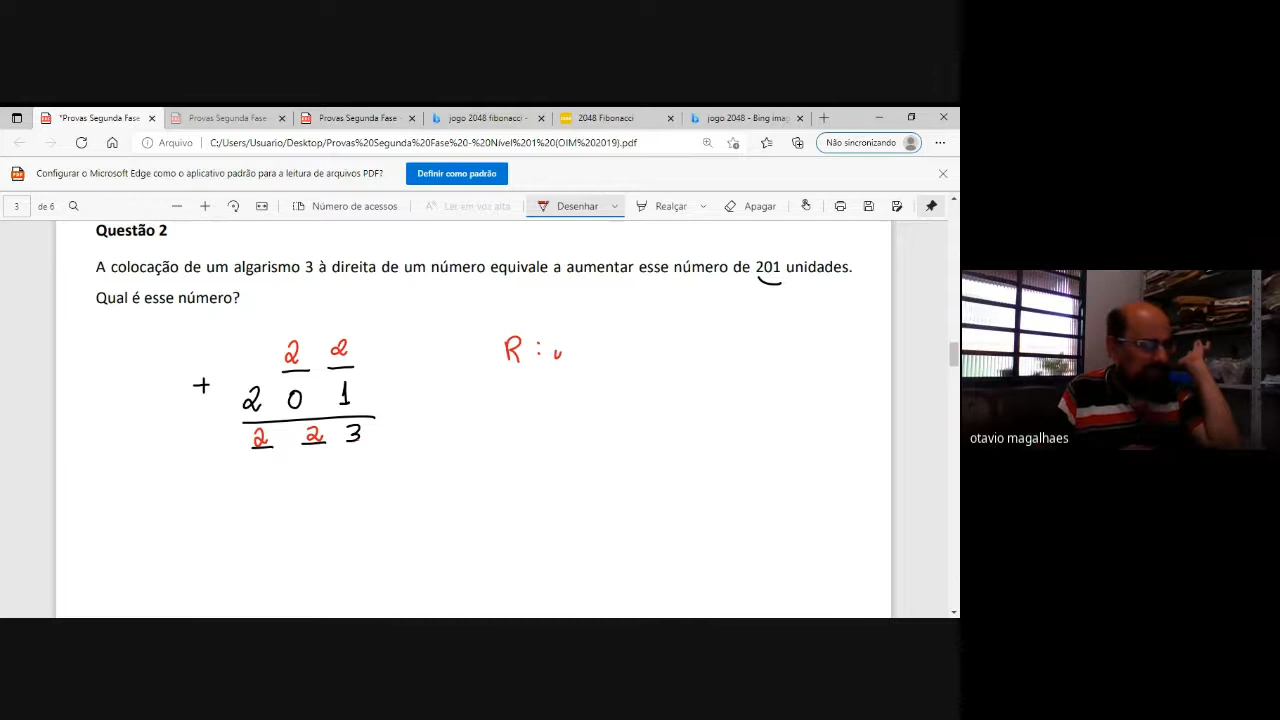 *Provas Segunda Fase
Provas Segunda Fase
Provas Segunda Fase -
jogo 2048 fibonacci -
2048 Fibonacci
jogo 2048 - Bing imag
Arquivo
C:/Users/Usuario/Desktop/Provas%20Segunda%20Fase%20-%20Nível%201%20(OIM%202019).pdf
Não sincronizando
Configurar o Microsoft Edge como o aplicativo padrão para a leitura de arquivos PDF?
Definir como padrão
3 de 6
Número de acessos
Ler em voz alta
Desenhar
Realçar
Apagar
Questão 2
A colocação de um algarismo 3 à direita de um número equivale a aumentar esse número de 201 unidades.
Qual é esse número?
2 2
R :
+ 2 0 1
2 2 3
otavio magalhaes